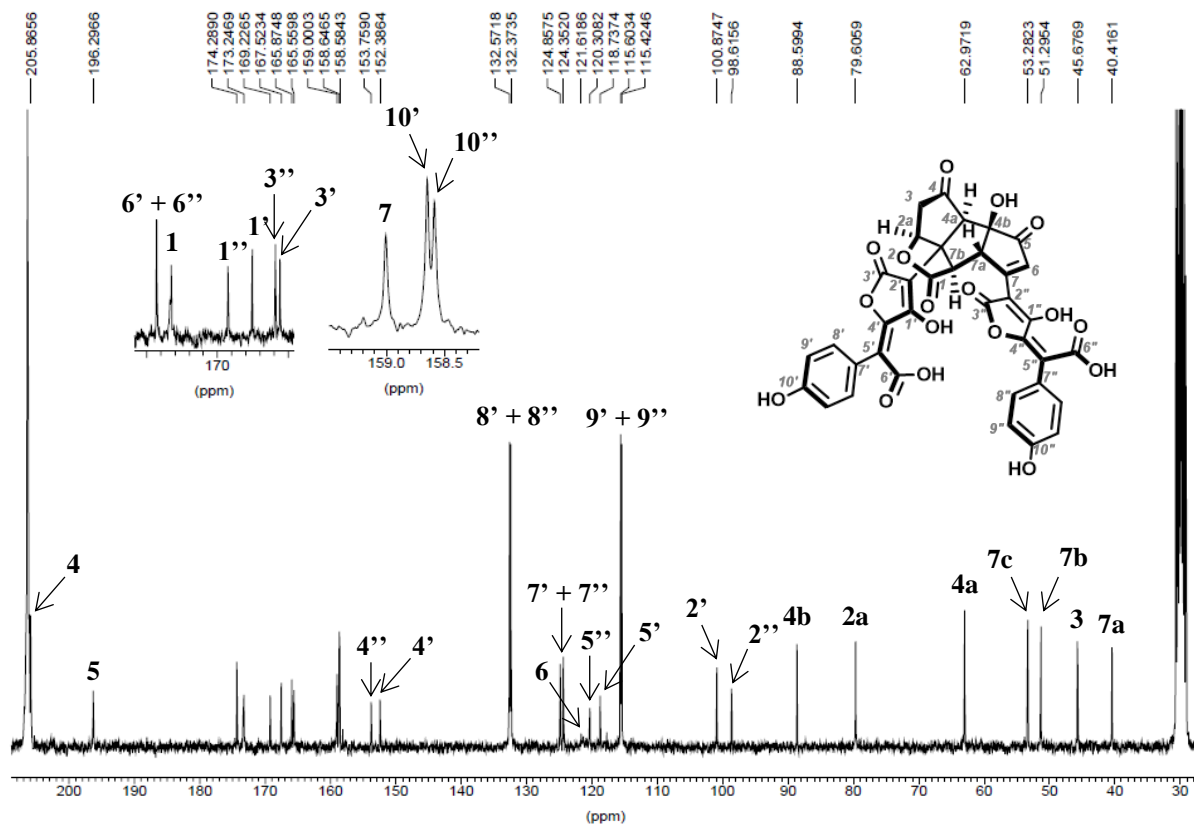 205.8656
196.2966
174.2890
173.2469
169.2265
167.5234
165.8748
165.5598
159.0003
158.6465
158.5843
153.7590
152.3864
132.5718
132.3735
124.8575
124.3520
121.6186
120.3082
118.7374
115.6034
115.4246
100.8747
98.6156
88.5994
79.6059
62.9719
53.2823
51.2954
45.6769
40.4161
6’ + 6’’
1
1’’
1’
3’’
3’
170
(ppm)
10’
10’’
7
159.0
158.5
(ppm)
O
4
3
H
OH
4a
4b
O
2a
H
H
5
2
O
7b
7a
6
O
3'
2'
1
O
H
7
2"
O
4'
1'
OH
O
3"
1"
OH
O
4"
8'
5'
9'
7'
6'
OH
O
5"
6"
O
OH
10'
HO
7"
8"
9"
10"
HO
8’ + 8’’
9’ + 9’’
4
5
4’’
4’
7’ + 7’’
6
5’’
5’
2’
2’’
4b
2a
4a
7c
7b
3
7a
200
190
180
170
160
150
140
130
120
110
100
90
80
70
60
50
40
30
(ppm)